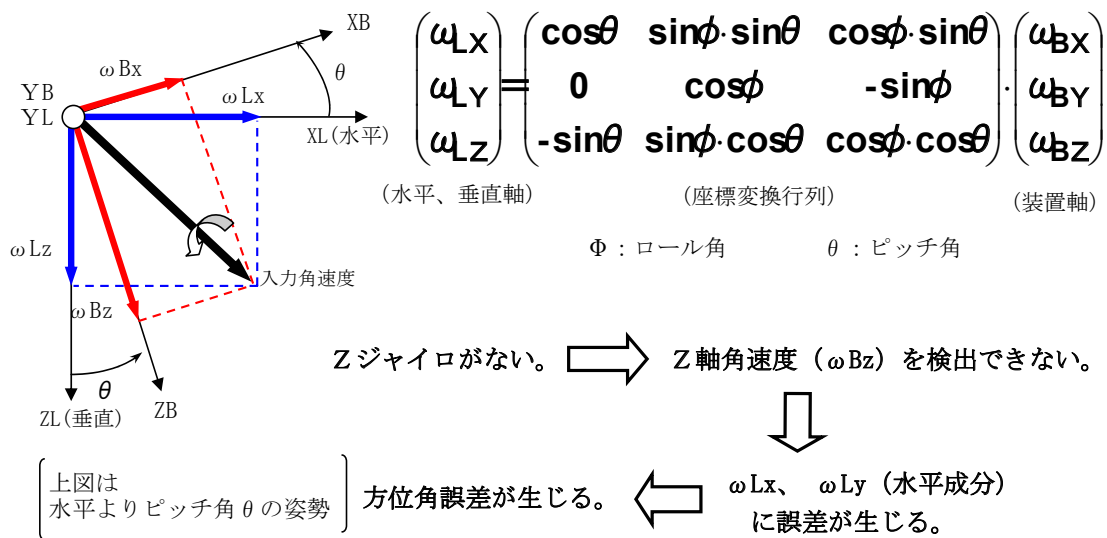 XB
θ
ωBx
ωLx
YB
YL
XL(水平)
ωLz
入力角速度
ωBz
θ
ZL(垂直)
ZB
ωLX cosθ sinϕ·sinθ cosϕ·sinθ ωBX
ωLY = 0 cosϕ -sinϕ · ωBY
ωLZ -sinθ sinϕ·cosθ cosϕ·cosθ ωBZ
(水平、垂直軸) (座標変換行列) (装置軸)
Φ：ロール角 θ：ピッチ角
Zジャイロがない。 Z軸角速度（ωBz）を検出できない。
ωLx、 ωLy（水平成分）
に誤差が生じる。
方位角誤差が生じる。
上図は
水平よりピッチ角θの姿勢